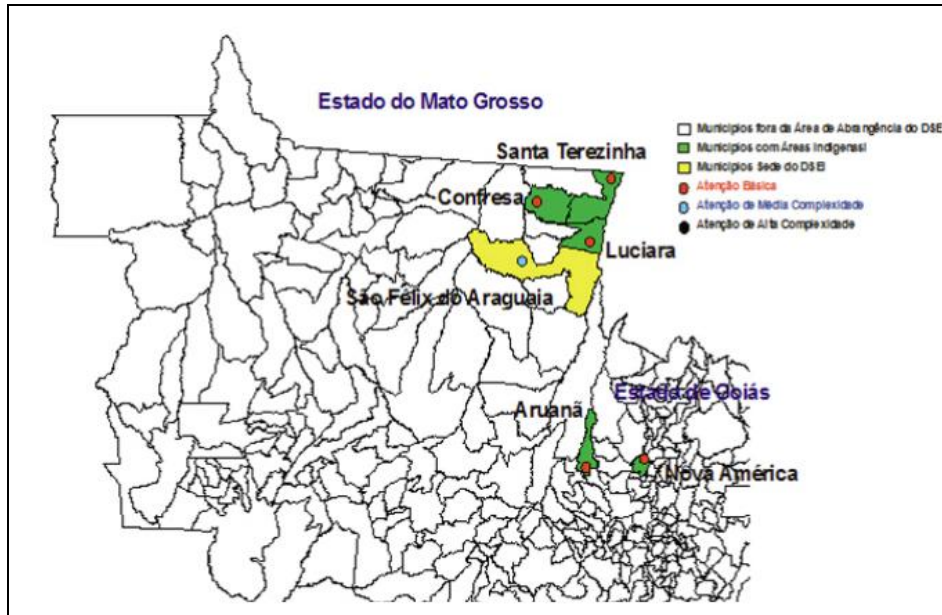 Estado do Mato Grosso
Municípios fora da Área de Abrangência do DSEI
Municípios com Áreas Indígenas
Municípios Sede do DSEI
Atenção Básica
Atenção de Média Complexidade
Atenção de Alta Complexidade
Santa Terezinha
Confresa
Luciara
São Félix do Araguaia
Estado de Goiás
Aruanã
Nova América